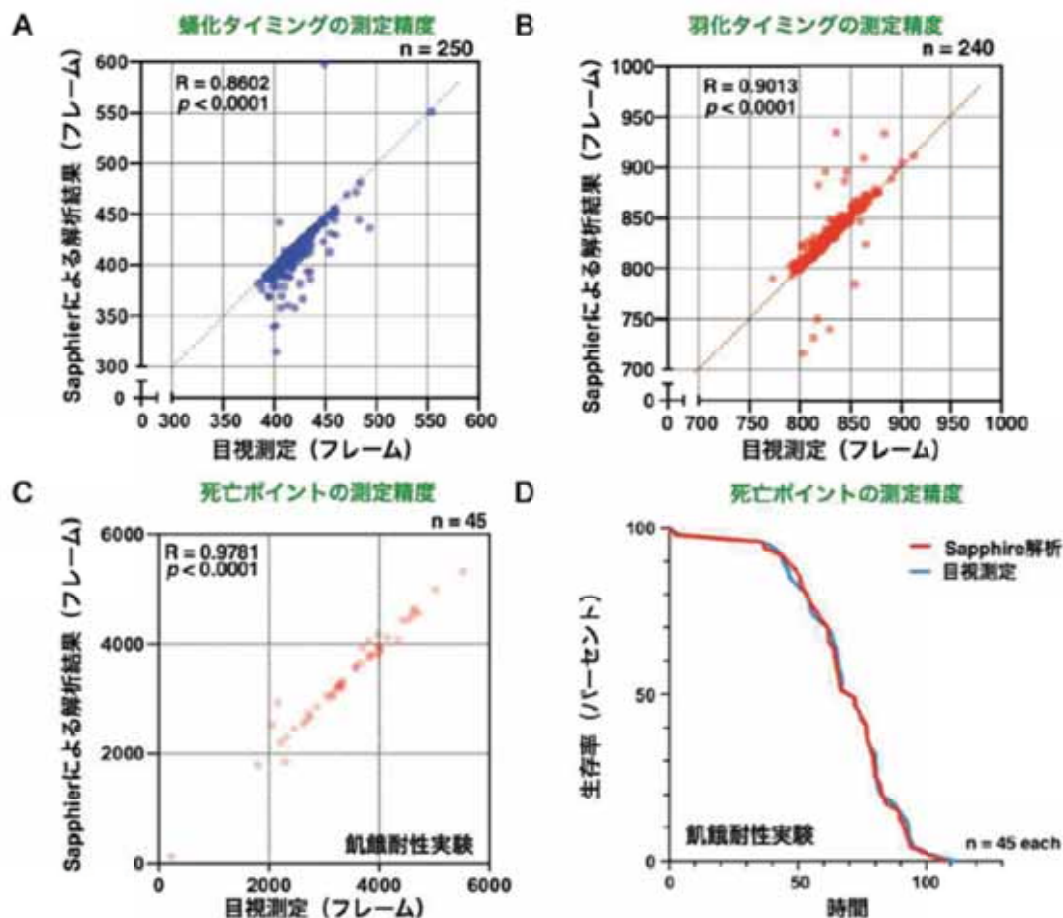 A
蛹化タイミングの測定精度
n = 250
R = 0.8602
p < 0.0001
Sapphierによる解析結果（フレーム）
600
550
500
450
400
350
300
0
0 300 350 400 450 500 550 600
目視測定（フレーム）
B
羽化タイミングの測定精度
n = 240
R = 0.9013
p < 0.0001
Sapphierによる解析結果（フレーム）
1000
950
900
850
800
750
700
0
0 700 750 800 850 900 950 1000
目視測定（フレーム）
C
死亡ポイントの測定精度
n = 45
R = 0.9781
p < 0.0001
Sapphierによる解析結果（フレーム）
6000
4000
2000
0
飢餓耐性実験
0 2000 4000 6000
目視測定（フレーム）
D
死亡ポイントの測定精度
Sapphire解析
目視測定
生存率（パーセント）
100
50
0
飢餓耐性実験
n = 45 each
0 50 100
時間